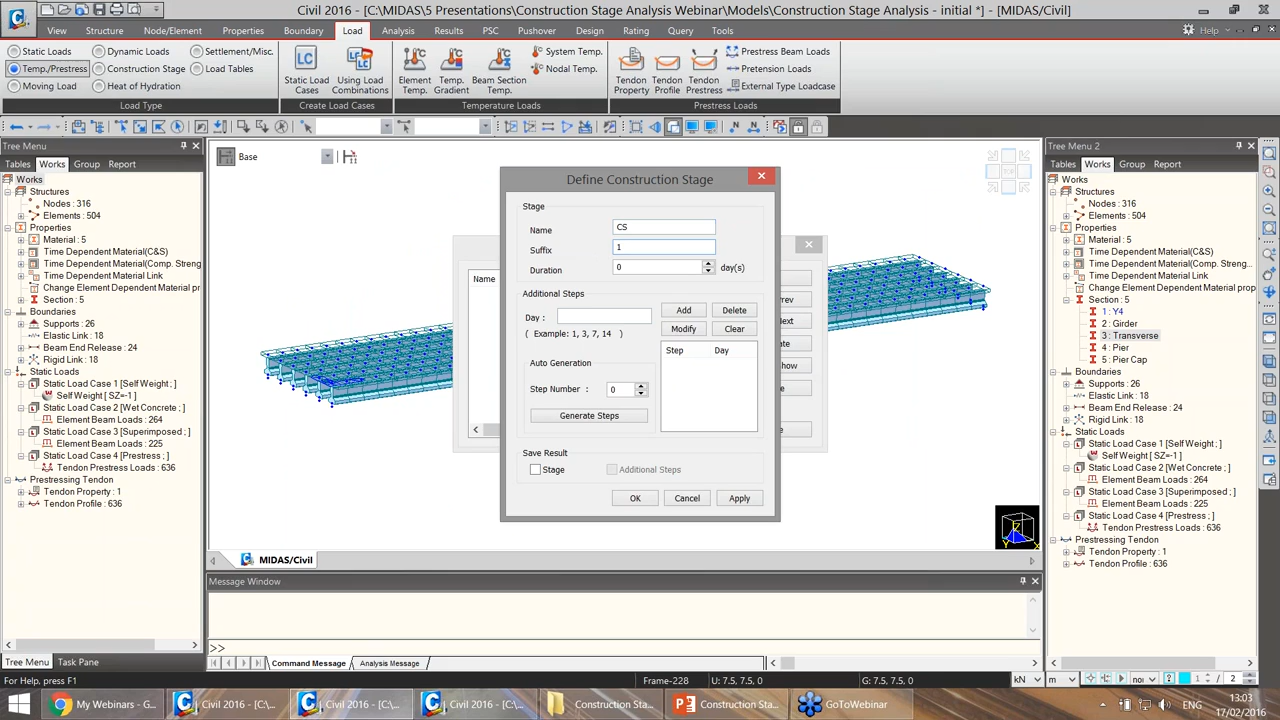 Civil 2016 - [C:\MIDAS\5 Presentations\Construction Stage Analysis Webinar\Models\Construction Stage Analysis - initial *] - [MIDAS/Civil]
View Structure Node/Element Properties Boundary Load Analysis Results PSC Pushover Design Rating Query Tools Help
Static Loads Dynamic Loads Settlement/Misc.
Temp./Prestress Construction Stage Load Tables
Moving Load Heat of Hydration
Load Type
Static Load Cases
Using Load Combinations
Create Load Cases
Element Temp.
Temp. Gradient
Beam Section Temp.
System Temp.
Nodal Temp.
Temperature Loads
Tendon Property
Tendon Profile
Tendon Prestress
Prestress Beam Loads
Pretension Loads
External Type Loadcase
Prestress Loads
Tree Menu
Tables Works Group Report
Works
Structures
Nodes : 316
Elements : 504
Properties
Material : 5
Time Dependent Material(C&S)
Time Dependent Material(Comp. Streng
Time Dependent Material Link
Change Element Dependent Material pro
Section : 5
Boundaries
Supports : 26
Elastic Link : 18
Beam End Release : 24
Rigid Link : 18
Static Loads
Static Load Case 1 [Self Weight ; ]
Self Weight [ SZ=-1 ]
Static Load Case 2 [Wet Concrete ; ]
Element Beam Loads : 264
Static Load Case 3 [Superimposed ; ]
Element Beam Loads : 225
Static Load Case 4 [Prestress ; ]
Tendon Prestress Loads : 636
Prestressing Tendon
Tendon Property : 1
Tendon Profile : 636
Tree Menu Task Pane
Base
Name
Define Construction Stage
Stage
Name CS
Suffix 1
Duration 0 day(s)
Additional Steps
Day :
( Example: 1, 3, 7, 14 )
Add Delete
Modify Clear
Step Day
Auto Generation
Step Number : 0
Generate Steps
Save Result
Stage Additional Steps
OK Cancel Apply
TOP
MIDAS/Civil
Message Window
>>
Command Message Analysis Message
Tree Menu 2
Tables Works Group Report
Works
Structures
Nodes : 316
Elements : 504
Properties
Material : 5
Time Dependent Material(C&S)
Time Dependent Material(Comp. Streng
Time Dependent Material Link
Change Element Dependent Material prop
Section : 5
1 : Y4
2 : Girder
3 : Transverse
4 : Pier
5 : Pier Cap
Boundaries
Supports : 26
Elastic Link : 18
Beam End Release : 24
Rigid Link : 18
Static Loads
Static Load Case 1 [Self Weight ; ]
Self Weight [ SZ=-1 ]
Static Load Case 2 [Wet Concrete ; ]
Element Beam Loads : 264
Static Load Case 3 [Superimposed ; ]
Element Beam Loads : 225
Static Load Case 4 [Prestress ; ]
Tendon Prestress Loads : 636
Prestressing Tendon
Tendon Property : 1
Tendon Profile : 636
For Help, press F1 Frame-228 U: 7.5, 7.5, 0 G: 7.5, 7.5, 0 kN m 1 / 2
My Webinars - G... Civil 2016 - [C:\... Civil 2016 - [C:\... Civil 2016 - [C:\... Construction Sta... Construction Sta... GoToWebinar ENG 13:03
17/02/2016